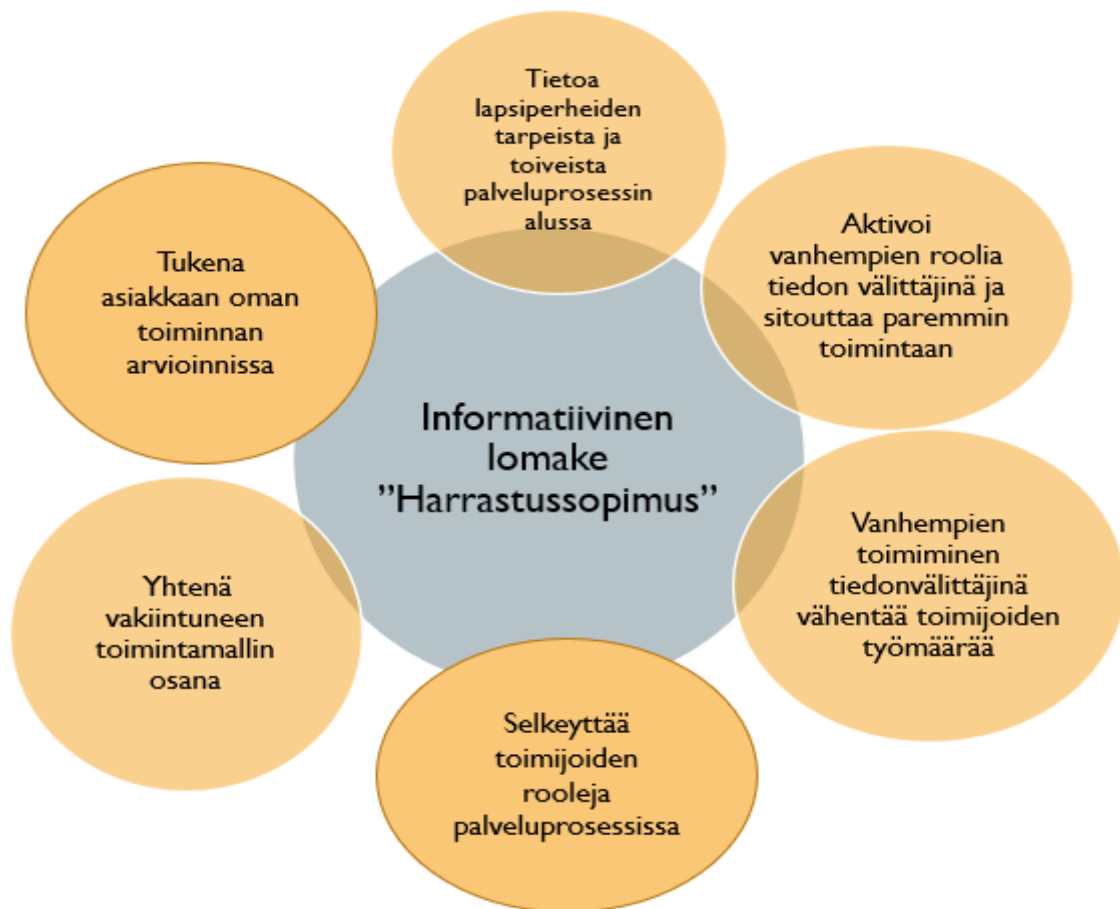 Tietoa
lapsiperheiden
tarpeista ja
toiveista
palveluprosessin
alussa
Aktivoi
vanhempien roolia
tiedon välittäjinä ja
sitouttaa paremmin
toimintaan
Vanhempien
toimiminen
tiedonvälittäjinä
vähentää toimijoiden
työmäärää
Selkeyttää
toimijoiden
rooleja
palveluprosessissa
Yhtenä
vakiintuneen
toimintamallin
osana
Tukena
asiakkaan oman
toiminnan
arvioinnissa
Informatiivinen
lomake
”Harrastussopimus”